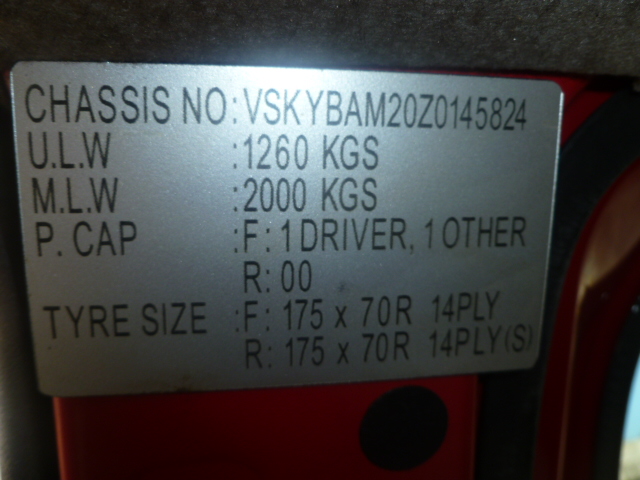 CHASSIS NO: VSKYBAM20Z0145824
U.L.W :1260 KGS
M.L.W :2000 KGS
P. CAP :F: 1 DRIVER, 1 OTHER
R: 00
TYRE SIZE :F: 175 x 70R 14PLY
R: 175 x 70R 14PLY(S)